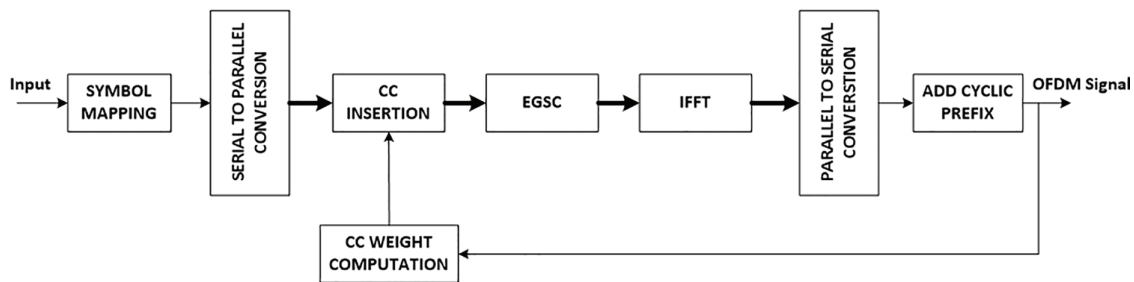 Input
SYMBOL
MAPPING
SERIAL TO PARALLEL
CONVERSION
CC
INSERTION
EGSC
IFFT
PARALLEL TO SERIAL
CONVERSTION
ADD CYCLIC
PREFIX
OFDM Signal
CC WEIGHT
COMPUTATION